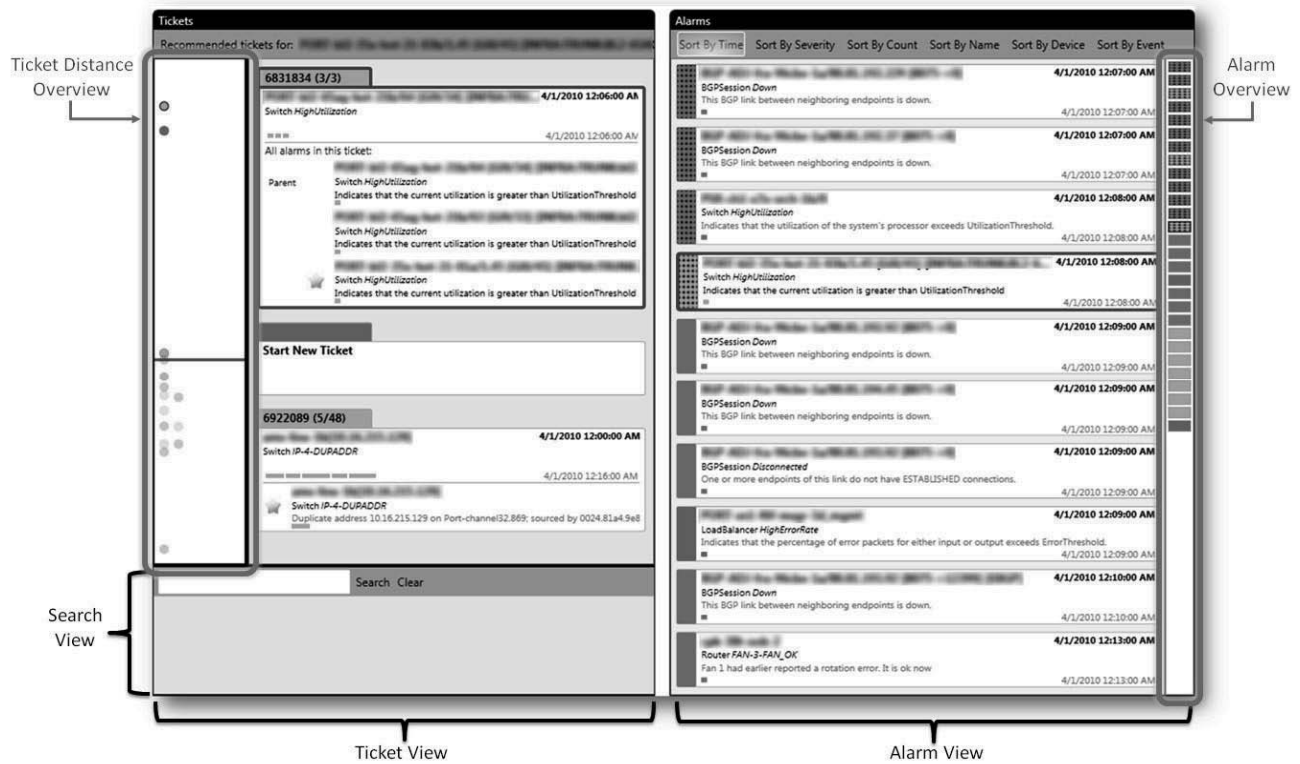 Tickets
Recommended tickets for:
Ticket Distance
Overview
6831834 (3/3)
4/1/2010 12:06:00 AM
Switch HighUtilization
4/1/2010 12:06:00 AM
All alarms in this ticket:
Parent
Switch HighUtilization
Indicates that the current utilization is greater than UtilizationThreshold
Switch HighUtilization
Indicates that the current utilization is greater than UtilizationThreshold
Switch HighUtilization
Indicates that the current utilization is greater than UtilizationThreshold
Start New Ticket
6922089 (5/48)
4/1/2010 12:00:00 AM
Switch IP-4-DUPADDR
4/1/2010 12:16:00 AM
Switch IP-4-DUPADDR
Duplicate address 10.16.215.129 on Port-channel32.869; sourced by 0024.81a4.9e8
Search Clear
Search
View
Ticket View
Alarms
Sort By Time Sort By Severity Sort By Count Sort By Name Sort By Device Sort By Event
Alarm
Overview
4/1/2010 12:07:00 AM
BGPSession Down
This BGP link between neighboring endpoints is down.
4/1/2010 12:07:00 AM
4/1/2010 12:07:00 AM
BGPSession Down
This BGP link between neighboring endpoints is down.
4/1/2010 12:07:00 AM
4/1/2010 12:08:00 AM
Switch HighUtilization
Indicates that the utilization of the system's processor exceeds UtilizationThreshold.
4/1/2010 12:08:00 AM
4/1/2010 12:08:00 AM
Switch HighUtilization
Indicates that the current utilization is greater than UtilizationThreshold
4/1/2010 12:08:00 AM
4/1/2010 12:09:00 AM
BGPSession Down
This BGP link between neighboring endpoints is down.
4/1/2010 12:09:00 AM
4/1/2010 12:09:00 AM
BGPSession Down
This BGP link between neighboring endpoints is down.
4/1/2010 12:09:00 AM
4/1/2010 12:09:00 AM
BGPSession Disconnected
One or more endpoints of this link do not have ESTABLISHED connections.
4/1/2010 12:09:00 AM
4/1/2010 12:09:00 AM
LoadBalancer HighErrorRate
Indicates that the percentage of error packets for either input or output exceeds ErrorThreshold.
4/1/2010 12:09:00 AM
4/1/2010 12:10:00 AM
BGPSession Down
This BGP link between neighboring endpoints is down.
4/1/2010 12:10:00 AM
4/1/2010 12:13:00 AM
Router FAN-3-FAN_OK
Fan 1 had earlier reported a rotation error. It is ok now
4/1/2010 12:13:00 AM
Alarm View